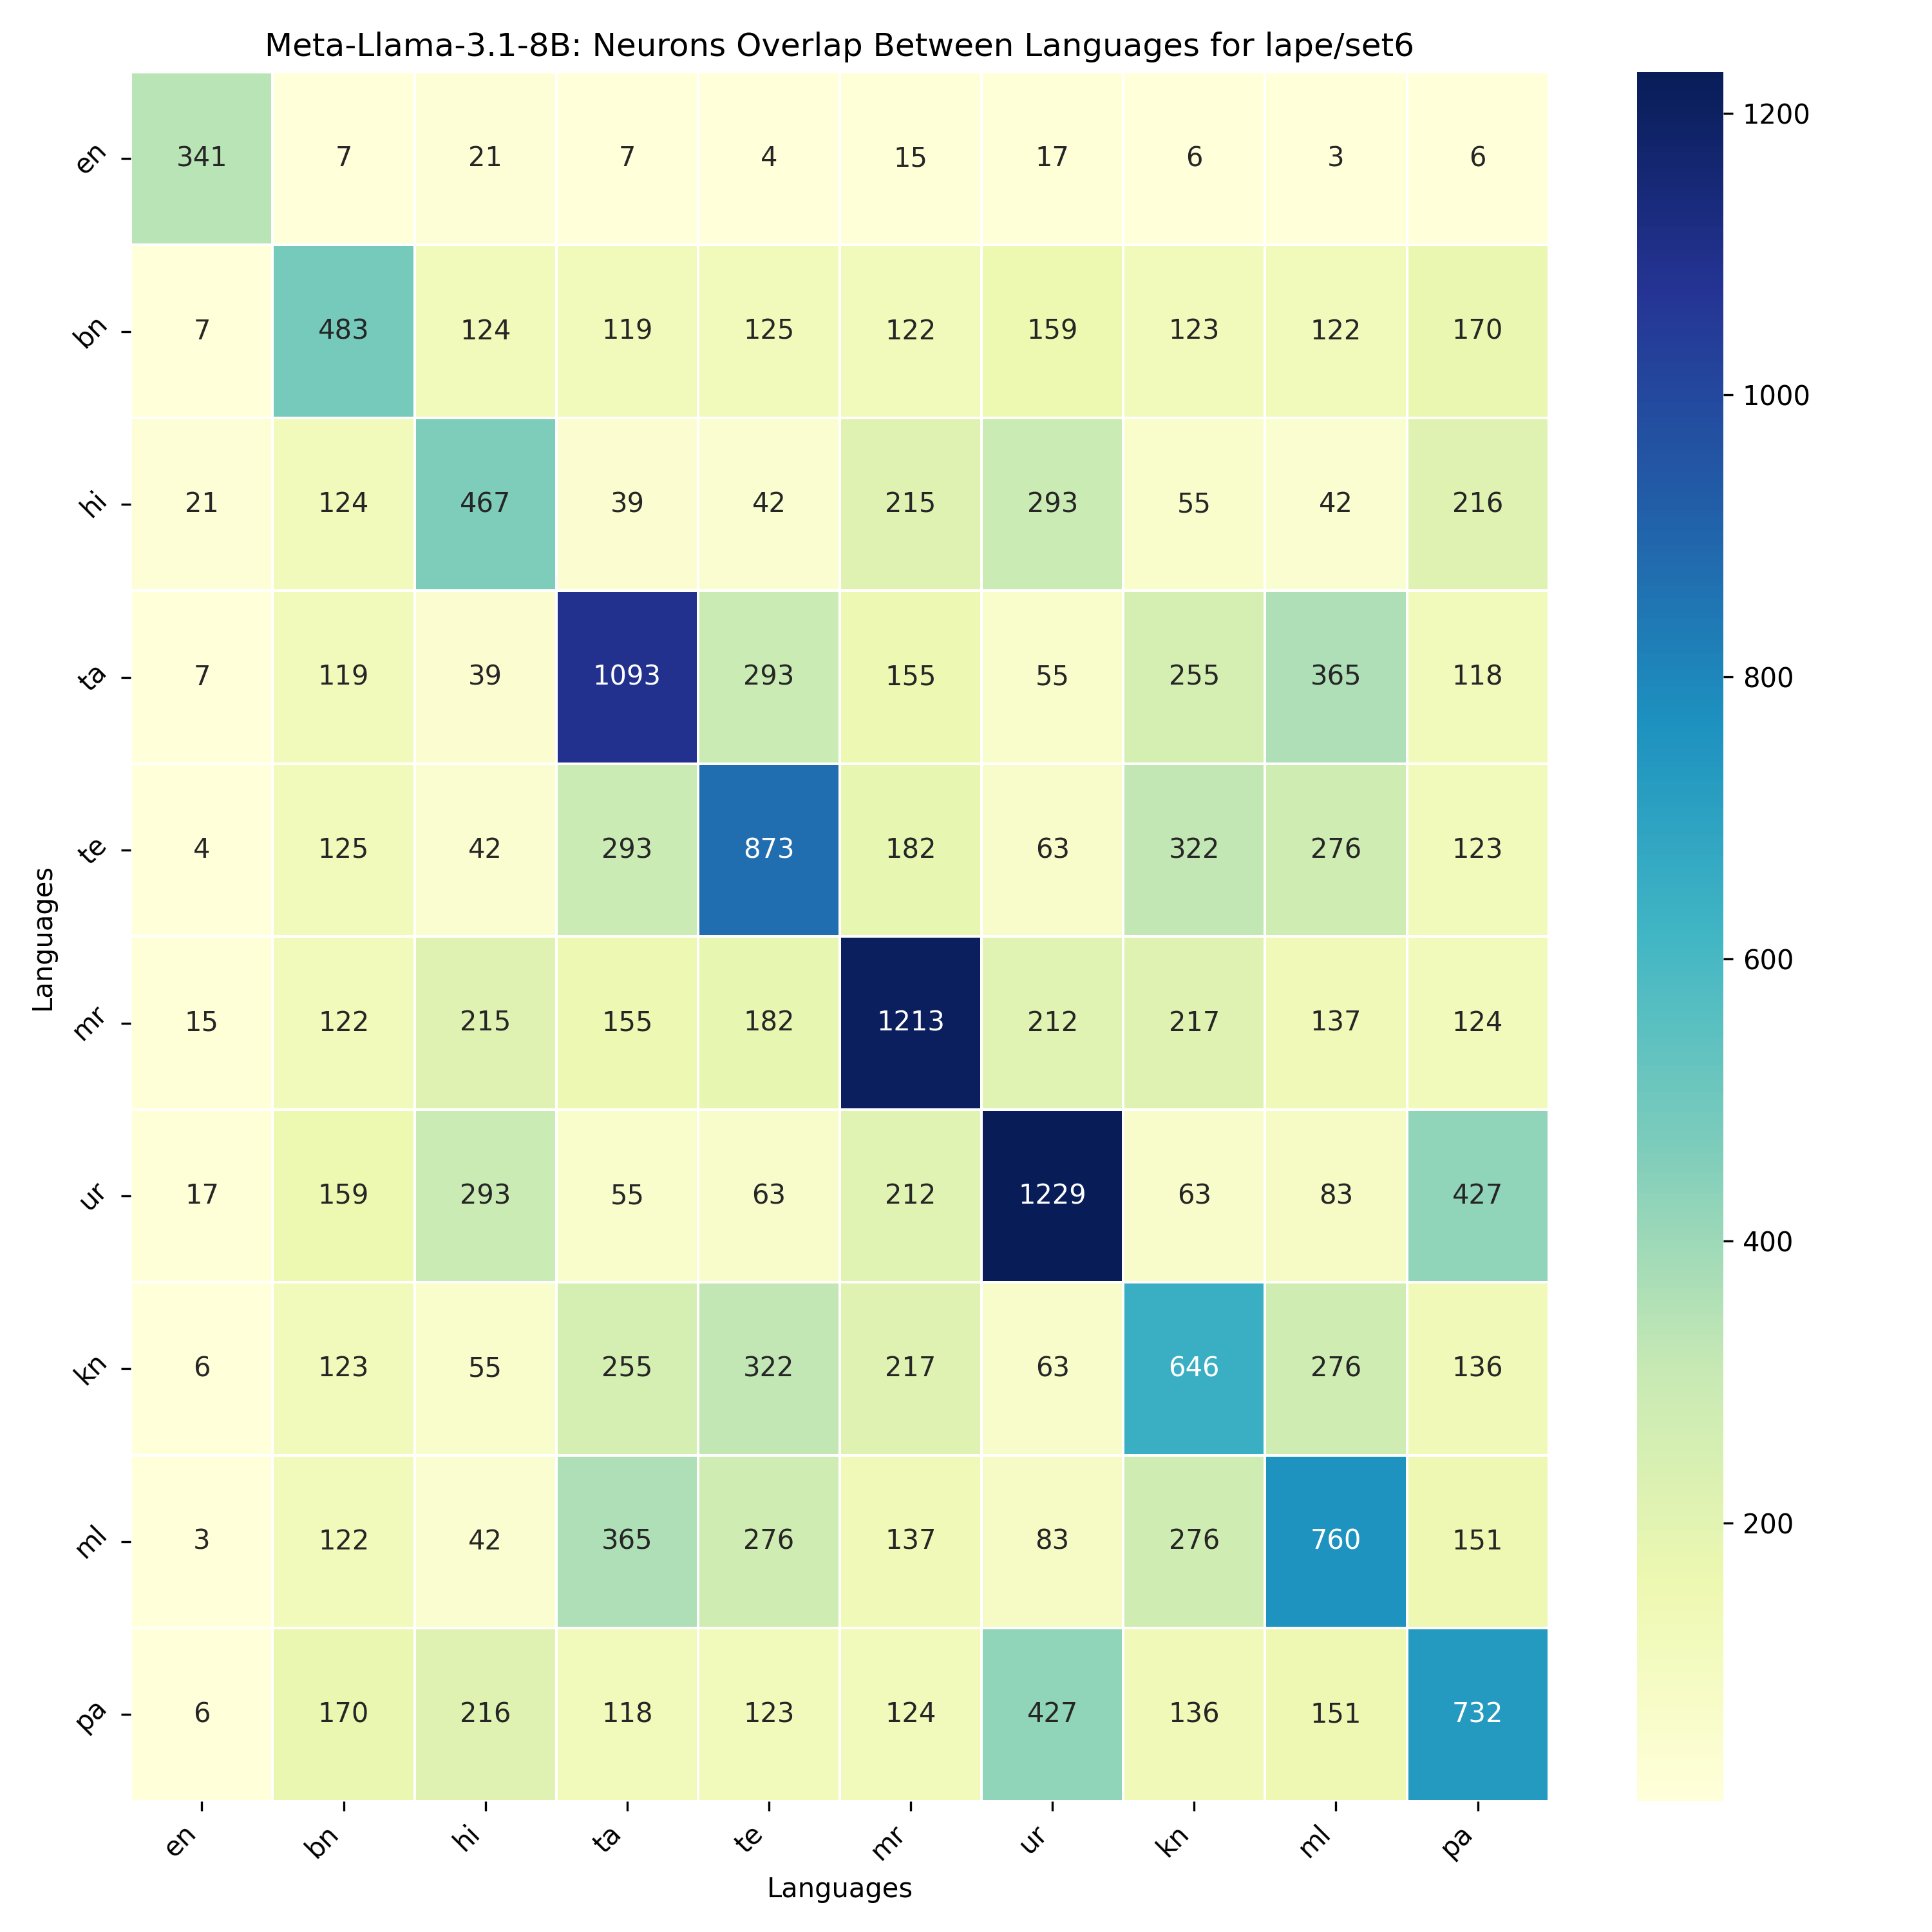 Meta-Llama-3.1-8B: Neurons Overlap Between Languages for lape/set6
en 341 7 21 7 4 15 17 6 3 6
bn 7 483 124 119 125 122 159 123 122 170
hi 21 124 467 39 42 215 293 55 42 216
ta 7 119 39 1093 293 155 55 255 365 118
te 4 125 42 293 873 182 63 322 276 123
mr 15 122 215 155 182 1213 212 217 137 124
ur 17 159 293 55 63 212 1229 63 83 427
kn 6 123 55 255 322 217 63 646 276 136
ml 3 122 42 365 276 137 83 276 760 151
pa 6 170 216 118 123 124 427 136 151 732
en bn hi ta te mr ur kn ml pa
Languages
Languages
1200
1000
800
600
400
200